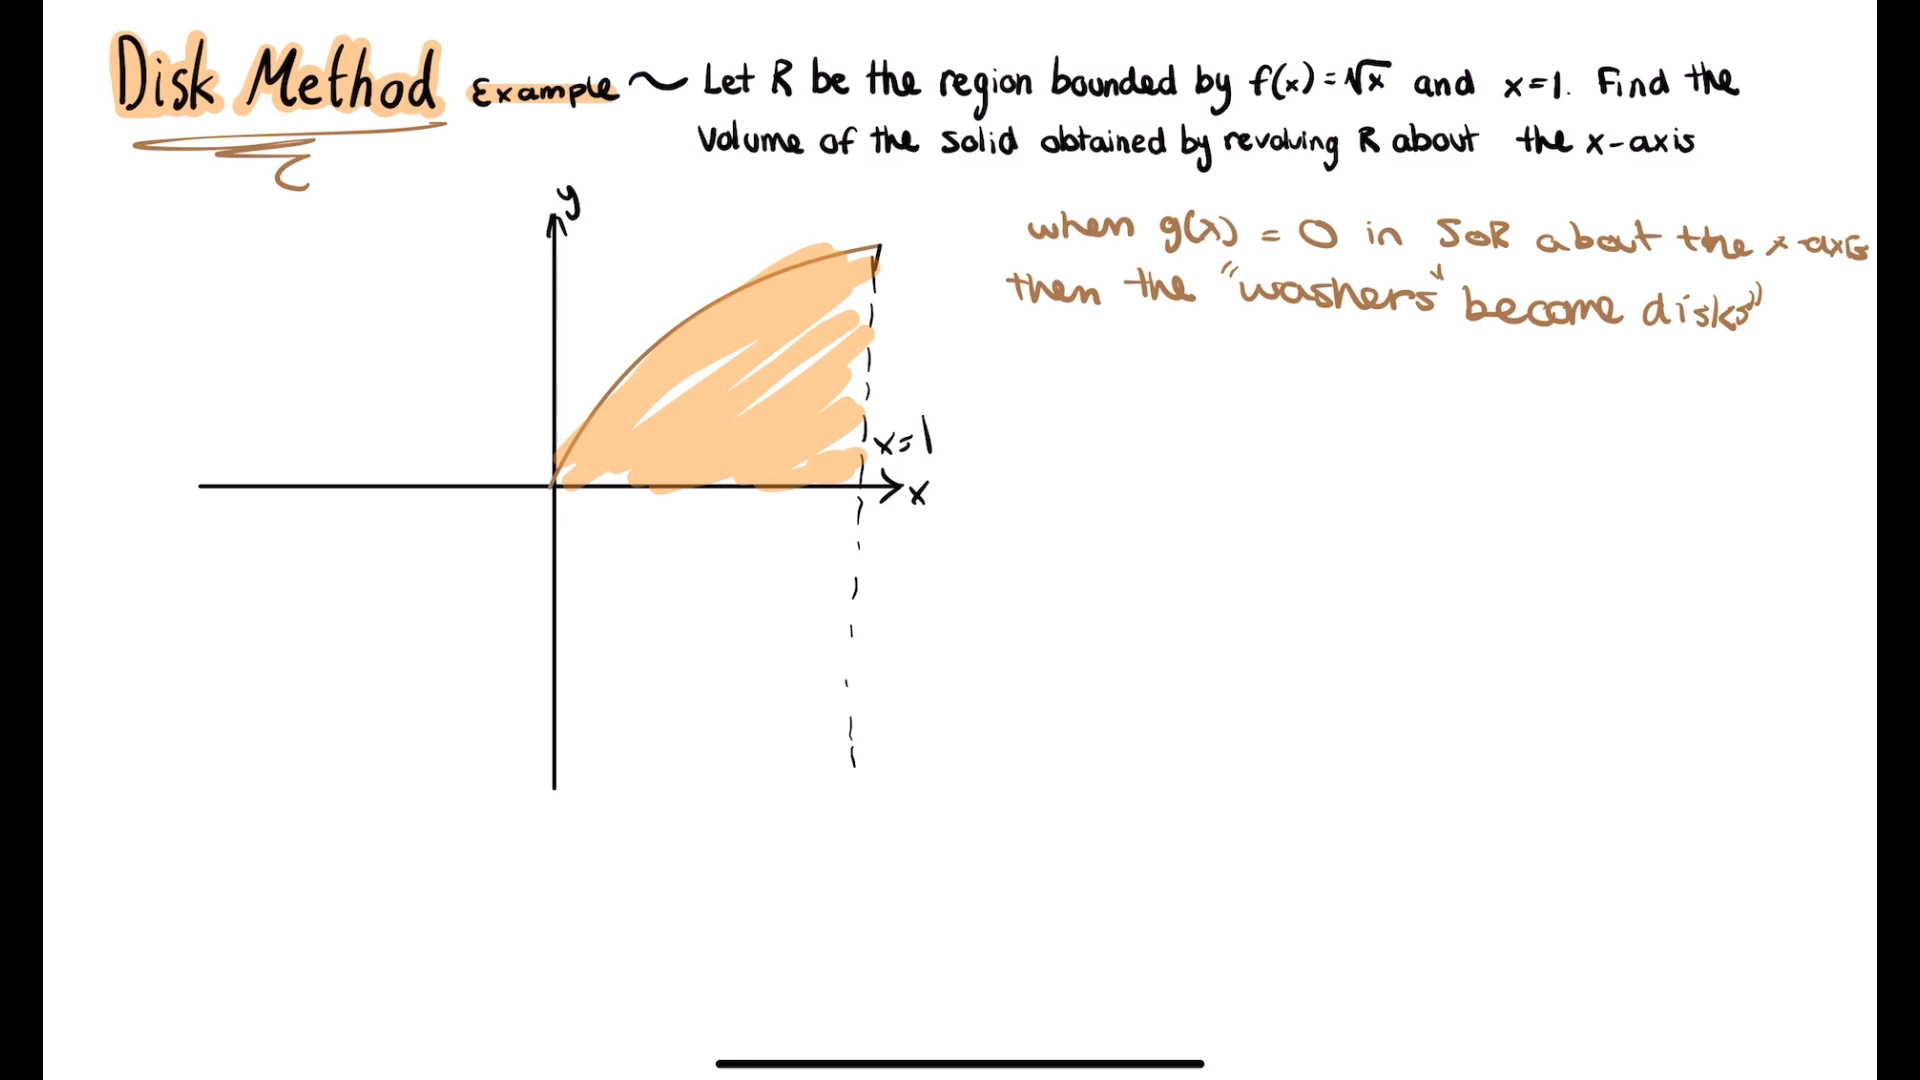 Disk Method Example ~ Let R be the region bounded by f(x)=√x and x=1. Find the
Volume of the Solid obtained by revolving R about the x-axis
y
when g(x) = 0 in SOR about the x-axis
then the "washers" become disks"
x=1
x